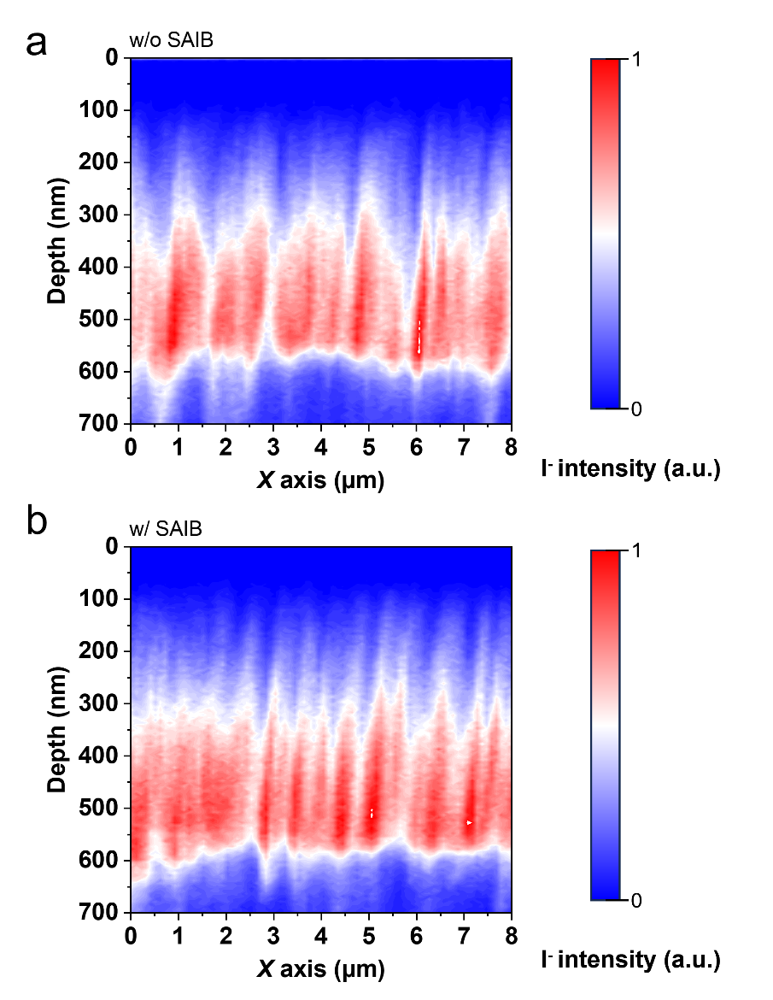 a
w/o SAIB
0
100
200
300
400
500
600
700
Depth (nm)
0 1 2 3 4 5 6 7 8
X axis (µm)
1
0
I- intensity (a.u.)
b
w/ SAIB
0
100
200
300
400
500
600
700
Depth (nm)
0 1 2 3 4 5 6 7 8
X axis (µm)
1
0
I- intensity (a.u.)